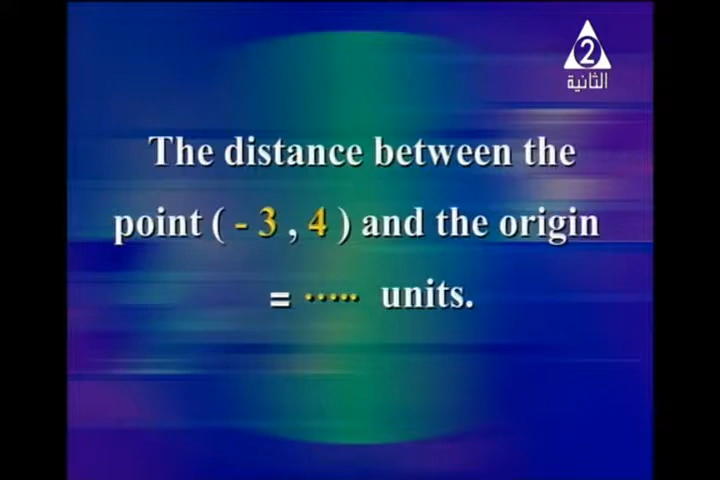 2
الثانية
The distance between the
point ( - 3 , 4 ) and the origin
= ····· units.